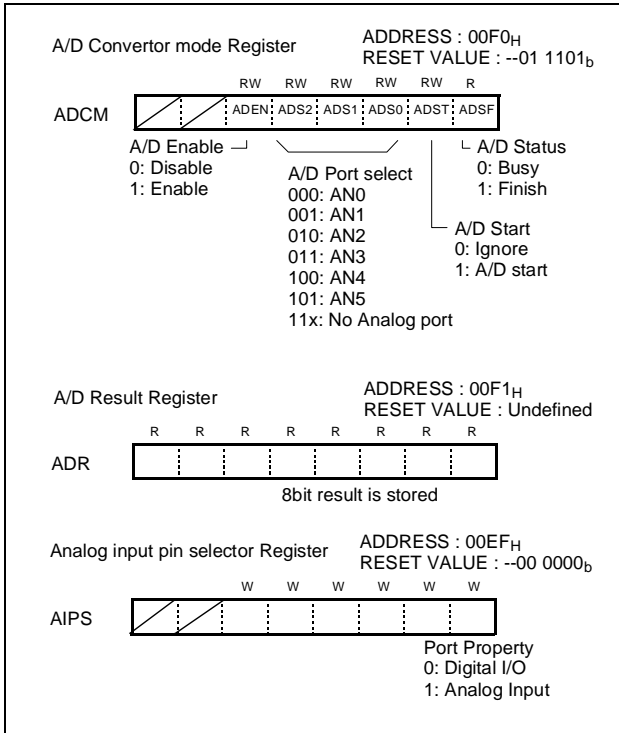 A/D Convertor mode Register
ADDRESS : 00F0H
RESET VALUE : --01 1101b
RW RW RW RW RW R
ADCM
ADEN ADS2 ADS1 ADS0 ADST ADSF
A/D Enable
0: Disable
1: Enable
A/D Port select
000: AN0
001: AN1
010: AN2
011: AN3
100: AN4
101: AN5
11x: No Analog port
A/D Status
0: Busy
1: Finish
A/D Start
0: Ignore
1: A/D start
A/D Result Register
ADDRESS : 00F1H
RESET VALUE : Undefined
R R R R R R R R
ADR
8bit result is stored
Analog input pin selector Register
ADDRESS : 00EFH
RESET VALUE : --00 0000b
W W W W W W
AIPS
Port Property
0: Digital I/O
1: Analog Input